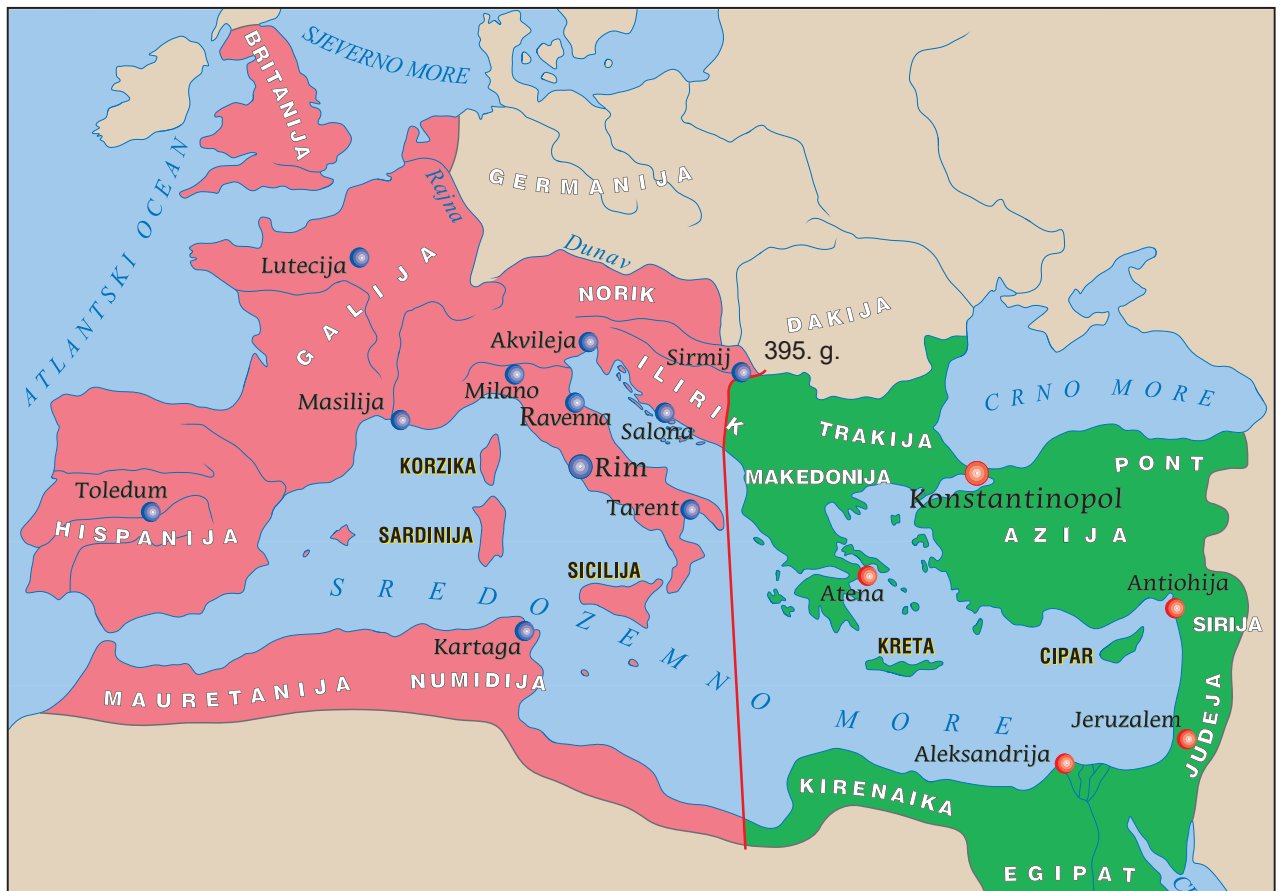 SJEVERNO MORE
BRITANIJA
ATLANTSKI OCEAN
GERMANIJA
Rajna
Lutecija
GALIJA
Dunav
NORIK
DAKIJA
Akvileja
Sirmij
395. g.
ILIRIK
Milano
Masilija
Ravenna
Salona
CRNO MORE
TRAKIJA
MAKEDONIJA
PONT
KORZIKA
Rim
Konstantinopol
Toledum
HISPANIJA
SARDINIJA
Tarent
AZIJA
SICILIJA
Atena
Antiohija
SIRIJA
SREDOZEMNO MORE
Kartaga
KRETA
CIPAR
MAURETANIJA
NUMIDIJA
Jeruzalem
JUDEJA
Aleksandrija
KIRENAIKA
EGIPAT